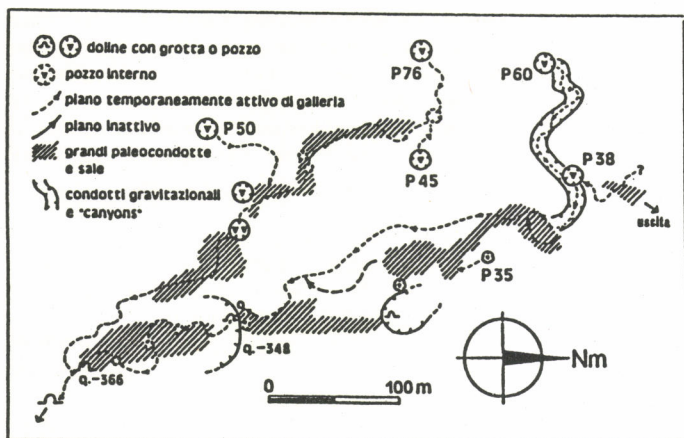 doline con grotta o pozzo
pozzo interno
piano temporaneamente attivo di galleria
piano inattivo
grandi paleocondotte
e sale
condotti gravitazionali
e "canyons"
P 50
P76
P45
P60
P38
?
uscita
P35
q.-348
q.-366
0 100 m
Nm